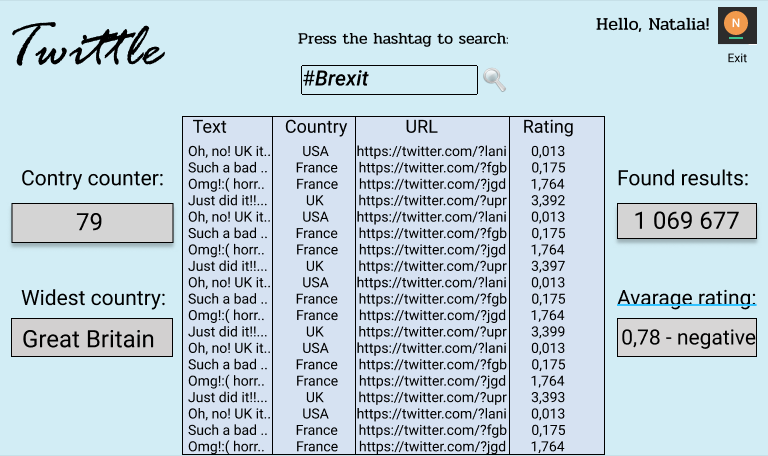 Twittle
Hello, Natalia!
N
Exit
Press the hashtag to search:
#Brexit
Text Country URL Rating
Oh, no! UK it.. USA https://twitter.com/?lani 0,013
Such a bad .. France https://twitter.com/?fgb 0,175
Omg!:( horr.. France https://twitter.com/?jgd 1,764
Just did it!!... UK https://twitter.com/?upr 3,392
Oh, no! UK it.. USA https://twitter.com/?lani 0,013
Such a bad .. France https://twitter.com/?fgb 0,175
Omg!:( horr.. France https://twitter.com/?jgd 1,764
Just did it!!... UK https://twitter.com/?upr 3,397
Oh, no! UK it.. USA https://twitter.com/?lani 0,013
Such a bad .. France https://twitter.com/?fgb 0,175
Omg!:( horr.. France https://twitter.com/?jgd 1,764
Just did it!!... UK https://twitter.com/?upr 3,399
Oh, no! UK it.. USA https://twitter.com/?lani 0,013
Such a bad .. France https://twitter.com/?fgb 0,175
Omg!:( horr.. France https://twitter.com/?jgd 1,764
Just did it!!... UK https://twitter.com/?upr 3,393
Oh, no! UK it.. USA https://twitter.com/?lani 0,013
Such a bad .. France https://twitter.com/?fgb 0,175
Omg!:( horr.. France https://twitter.com/?jgd 1,764
Contry counter:
79
Widest country:
Great Britain
Found results:
1 069 677
Avarage rating:
0,78 - negative